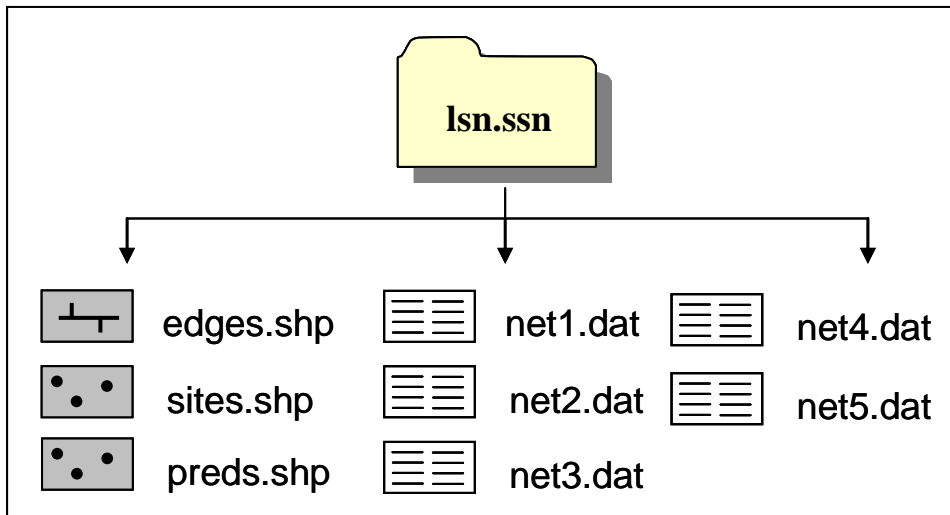 lsn.ssn
edges.shp
sites.shp
preds.shp
net1.dat
net2.dat
net3.dat
net4.dat
net5.dat